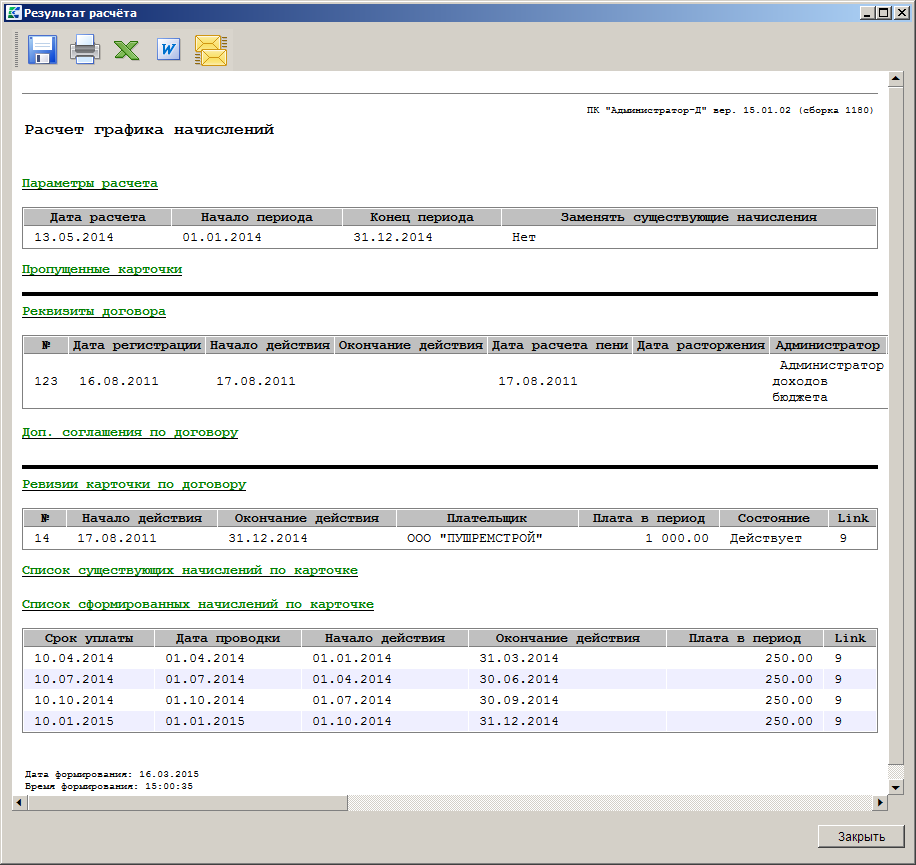 Результат расчёта
ПК "Администратор-Д" вер. 15.01.02 (сборка 1180)
Расчет графика начислений
Параметры расчета
Дата расчета Начало периода Конец периода Заменять существующие начисления
13.05.2014 01.01.2014 31.12.2014 Нет
Пропущенные карточки
Реквизиты договора
№ Дата регистрации Начало действия Окончание действия Дата расчета пени Дата расторжения Администратор
123 16.08.2011 17.08.2011 17.08.2011 Администратор
доходов
бюджета
Доп. соглашения по договору
Ревизии карточки по договору
№ Начало действия Окончание действия Плательщик Плата в период Состояние Link
14 17.08.2011 31.12.2014 ООО "ПУШРЕМСТРОЙ" 1 000.00 Действует 9
Список существующих начислений по карточке
Список сформированных начислений по карточке
Срок уплаты Дата проводки Начало действия Окончание действия Плата в период Link
10.04.2014 01.04.2014 01.01.2014 31.03.2014 250.00 9
10.07.2014 01.07.2014 01.04.2014 30.06.2014 250.00 9
10.10.2014 01.10.2014 01.07.2014 30.09.2014 250.00 9
10.01.2015 01.01.2015 01.10.2014 31.12.2014 250.00 9
Дата формирования: 16.03.2015
Время формирования: 15:00:35
Закрыть